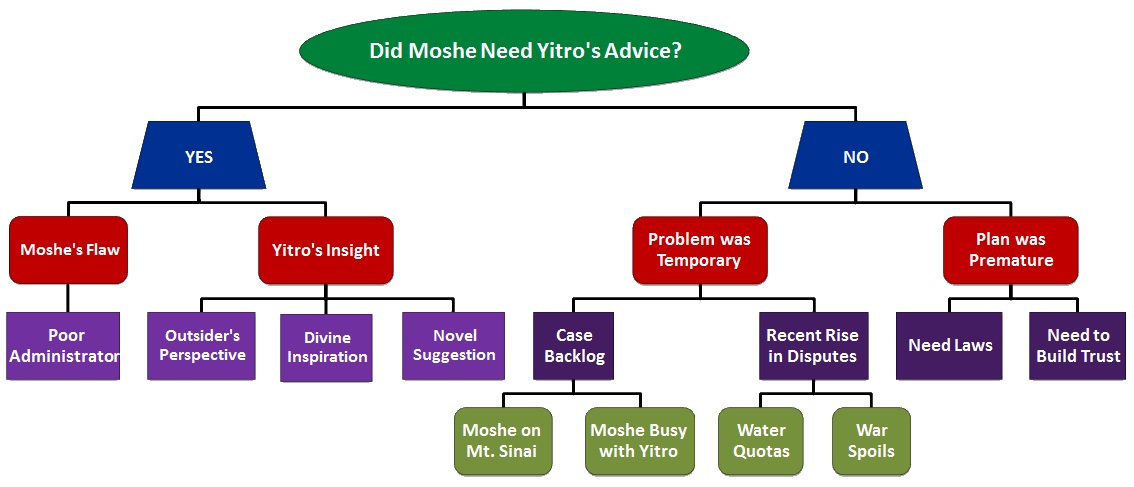 Did Moshe Need Yitro's Advice?
YES
NO
Moshe's Flaw
Yitro's Insight
Problem was
Temporary
Plan was
Premature
Poor
Administrator
Outsider's
Perspective
Divine
Inspiration
Novel
Suggestion
Case
Backlog
Recent Rise
in Disputes
Need Laws
Need to
Build Trust
Moshe on
Mt. Sinai
Moshe Busy
with Yitro
Water
Quotas
War
Spoils